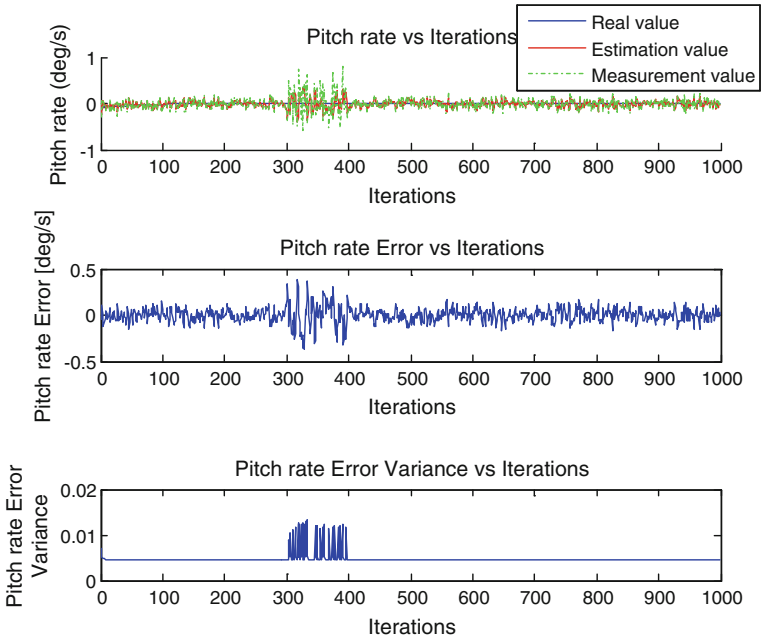 Pitch rate vs Iterations
Real value
Estimation value
Measurement value
Pitch rate (deg/s)
1
0
-1
0 100 200 300 400 500 600 700 800 900 1000
Iterations
Pitch rate Error vs Iterations
Pitch rate Error [deg/s]
0.5
0
-0.5
0 100 200 300 400 500 600 700 800 900 1000
Iterations
Pitch rate Error Variance vs Iterations
Pitch rate Error
Variance
0.02
0.01
0
0 100 200 300 400 500 600 700 800 900 1000
Iterations